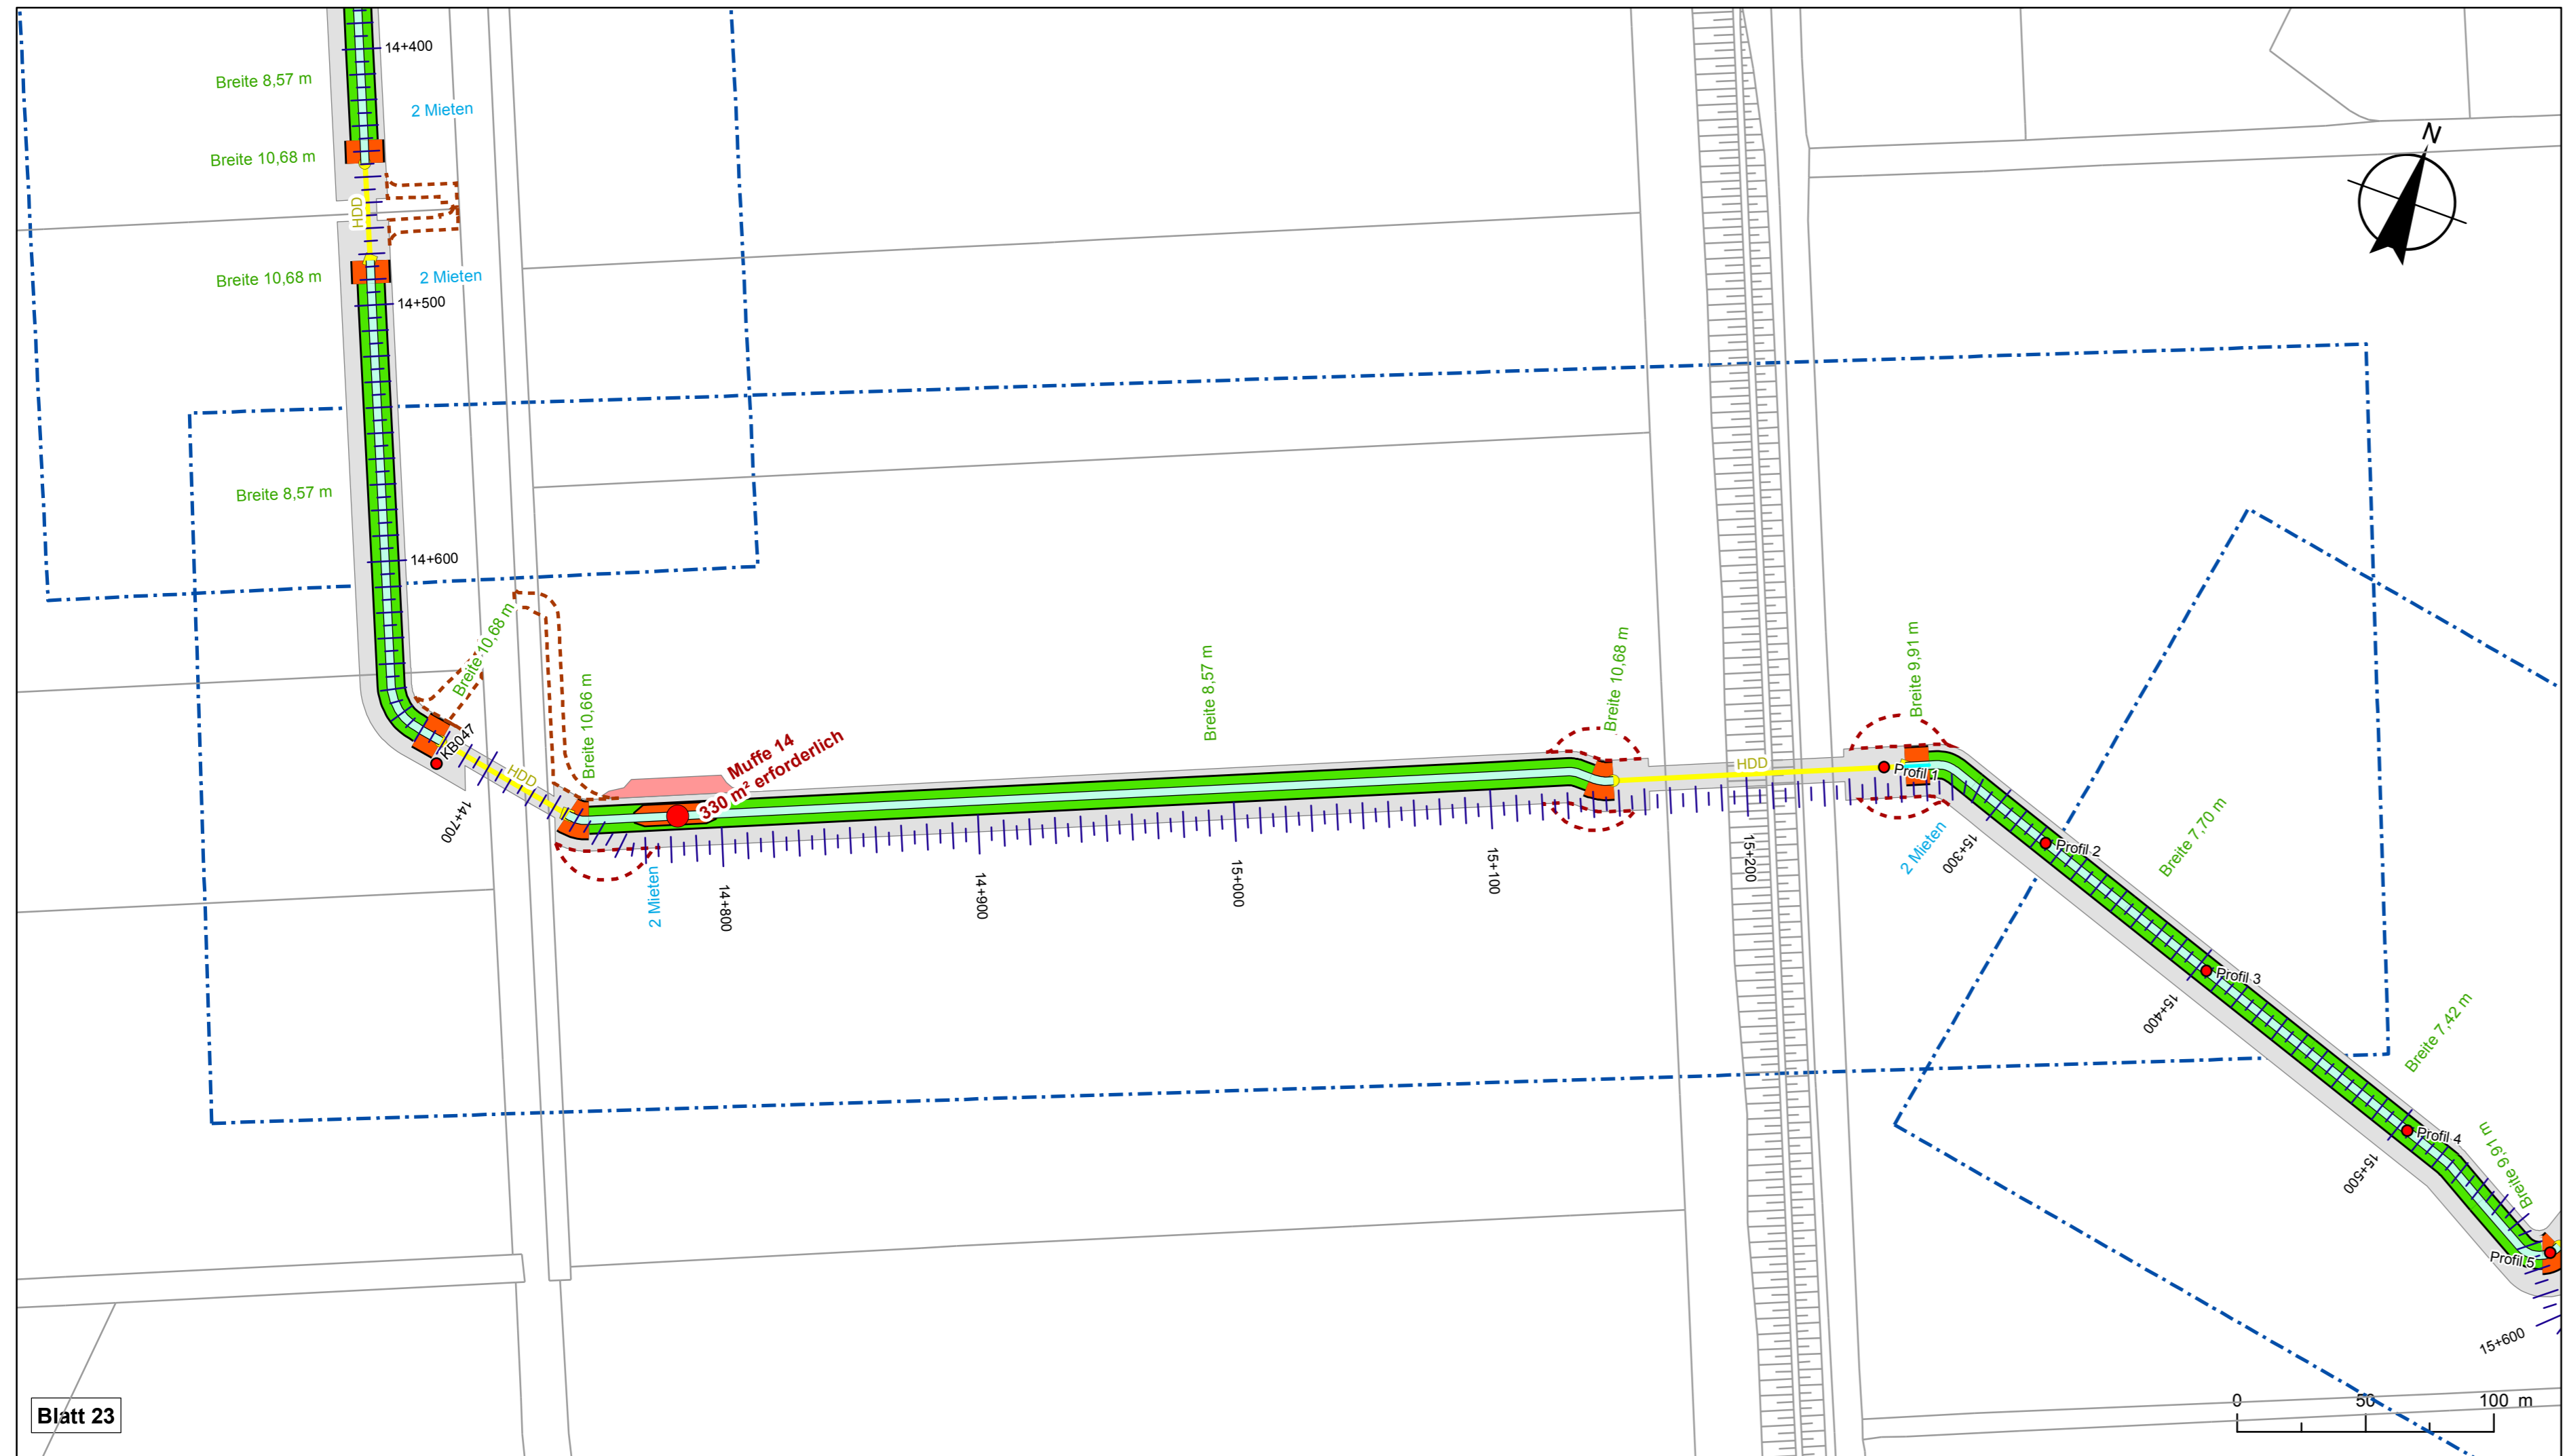 14+400
Breite 8,57 m
2 Mieten
N
Breite 10,68 m
HDD
Breite 10,68 m
2 Mieten
14+500
Breite 8,57 m
14+600
Breite 10,68 m
KB047
HDD
14+700
Breite 10,66 m
Muffe 14
330 m² erforderlich
2 Mieten
14+800
14+900
Breite 8,57 m
15+000
15+100
Breite 10,68 m
HDD
15+200
Breite 9,91 m
Profil 1
2 Mieten
15+300
Profil 2
Breite 7,70 m
Profil 3
15+400
Breite 7,42 m
Profil 4
15+500
Breite 9,91 m
Profil 5
15+600
Blatt 23
0 50 100 m